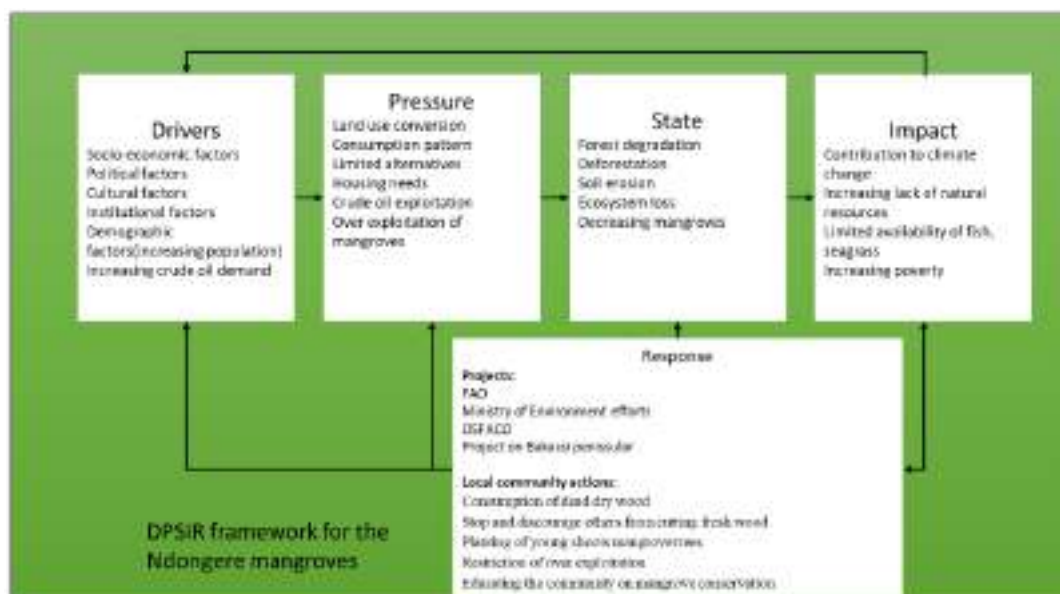 Drivers
Socio-economic factors
Political factors
Cultural factors
Institutional factors
Demographic
factors(increasing population)
Increasing crude oil demand
Pressure
Land use conversion
Consumption pattern
Limited alternatives
Housing needs
Crude oil exploitation
Over exploitation of
mangroves
State
Forest degradation
Deforestation
Soil erosion
Ecosystem loss
Decreasing mangroves
Impact
Contribution to climate
change
Increasing lack of natural
resources
Limited availability of fish,
seagrass
Increasing poverty
Response
Projects:
FAO
Ministry of Environment efforts
Project on Bakassi
Local community actions:
Consumption of dead dry wood
Stop and discourage others from cutting fresh wood
Planting of young shoots mangrove trees
Restriction of over exploitation
Educating the community on mangrove conservation
DPSIR framework for the
Ndongere mangroves